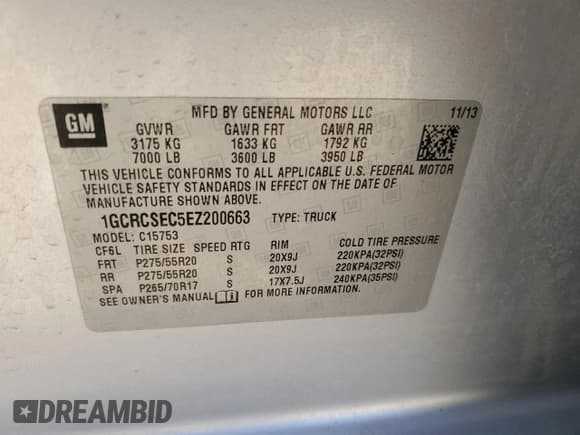 GM
MFD BY GENERAL MOTORS LLC 11/13
GVWR GAWR FRT GAWR RR
3175 KG 1633 KG 1792 KG
7000 LB 3600 LB 3950 LB
THIS VEHICLE CONFORMS TO ALL APPLICABLE U.S. FEDERAL MOTOR
VEHICLE SAFETY STANDARDS IN EFFECT ON THE DATE OF
MANUFACTURE SHOWN ABOVE.
1GCRCSEC5EZ200663 TYPE: TRUCK
MODEL: C15753
CF6L TIRE SIZE SPEED RTG RIM COLD TIRE PRESSURE
FRT P275/55R20 S 20X9J 220KPA(32PSI)
RR P275/55R20 S 20X9J 220KPA(32PSI)
SPA P265/70R17 S 17X7.5J 240KPA(35PSI)
SEE OWNER'S MANUAL FOR MORE INFORMATION.
DREAMBID